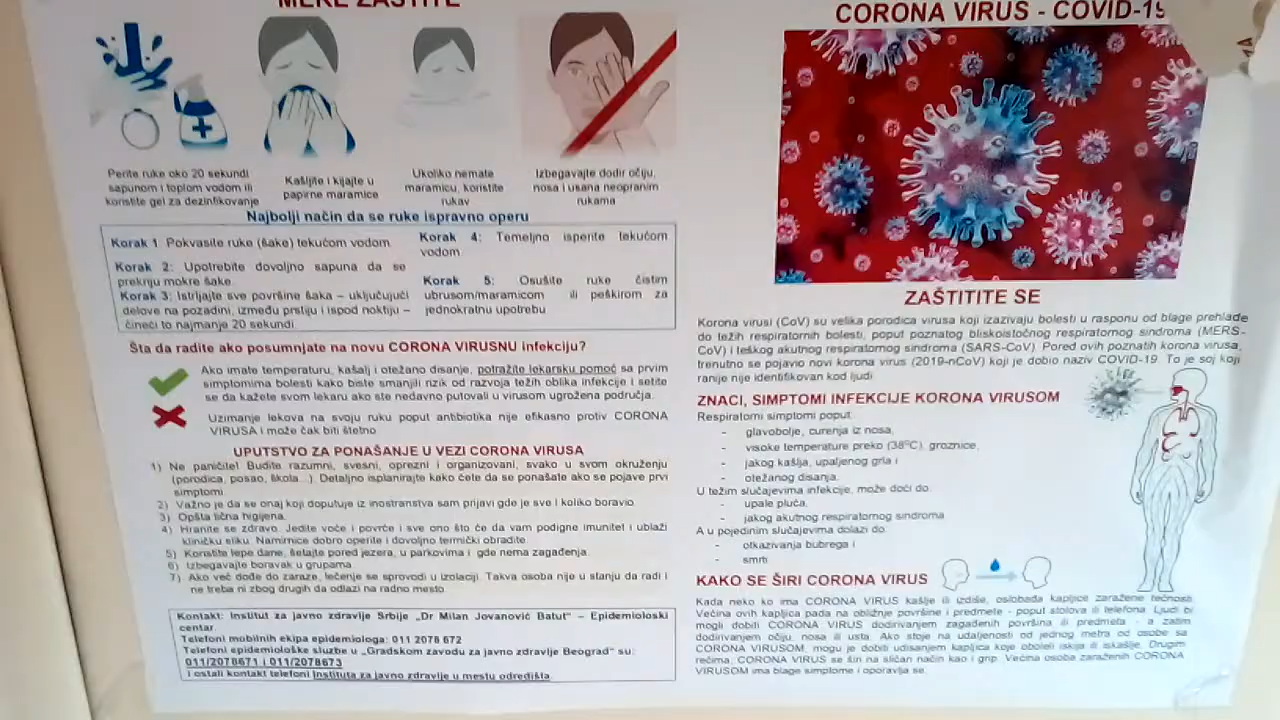 MERE ZAŠTITE
Perite ruke oko 20 sekundi
sapunom i toplom vodom ili
koristite gel za dezinfikovanje
Kašljite i kijajte u
papirne maramice
Ukoliko nemate
maramicu, koristite
rukav
Izbegavajte dodir očiju,
nosa i usana neopranim
rukama
Najbolji način da se ruke ispravno operu
Korak 1: Pokvasite ruke (šake) tekućom vodom.
Korak 2: Upotrebite dovoljno sapuna da se
prekriju mokre šake.
Korak 3: Istrljajte sve površine šaka – uključujući
delove na pozadini, između prstiju i ispod noktiju –
čineći to najmanje 20 sekundi.
Korak 4: Temeljno isperite tekućom
vodom
Korak 5: Osušite ruke čistim
ubrusom/maramicom ili peškirom za
jednokratnu upotrebu
Šta da radite ako posumnjate na novu CORONA VIRUSNU infekciju?
Ako imate temperaturu, kašalj i otežano disanje, potražite lekarsku pomoć sa prvim
simptomima bolesti kako biste smanjili rizik od razvoja težih oblika infekcije i setite
se da kažete svom lekaru ako ste nedavno putovali u virusom ugrožena područja.
Uzimanje lekova na svoju ruku poput antibiotika nije efikasno protiv CORONA
VIRUSA i može čak biti štetno.
UPUTSTVO ZA PONAŠANJE U VEZI CORONA VIRUSA
1) Ne paničite! Budite razumni, svesni, oprezni i organizovani, svako u svom okruženju
(porodica, posao, škola...). Detaljno isplanirajte kako ćete da se ponašate ako se pojave prvi
simptomi.
2) Važno je da se onaj koji doputuje iz inostranstva sam prijavi gde je sve i koliko boravio.
3) Opšta lična higijena.
4) Hranite se zdravo. Jedite voće i povrće i sve ono što će da vam podigne imunitet i ublaži
kliničku sliku. Namirnice dobro operite i dovoljno termički obradite.
5) Koristite lepe dane, šetajte pored jezera, u parkovima i gde nema zagađenja.
6) Izbegavajte boravak u grupama.
7) Ako već dođe do zaraze, lečenje se sprovodi u izolaciji. Takva osoba nije u stanju da radi i
ne treba ni zbog drugih da odlazi na radno mesto.
Kontakt: Institut za javno zdravlje Srbije „Dr Milan Jovanović Batut“ – Epidemioloski
centar.
Telefoni mobilnih ekipa epidemiologa: 011 2078 672
Telefoni epidemiološke službe u „Gradskom zavodu za javno zdravlje Beograd“ su:
011/2078671 i 011/2078673
I ostali kontakt telefoni Instituta za javno zdravlje u mestu odredišta.
CORONA VIRUS - COVID-19
ZAŠTITITE SE
Korona virusi (CoV) su velika porodica virusa koji izazivaju bolesti u rasponu od blage prehlade
do težih respiratornih bolesti, poput poznatog bliskoistočnog respiratornog sindroma (MERS-
CoV) i teškog akutnog respiratornog sindroma (SARS-CoV). Pored ovih poznatih korona virusa,
trenutno se pojavio novi korona virus (2019-nCoV) koji je dobio naziv COVID-19. To je soj koji
ranije nije identifikovan kod ljudi.
ZNACI, SIMPTOMI INFEKCIJE KORONA VIRUSOM
Respiratorni simptomi poput:
- glavobolje, curenja iz nosa,
- visoke temperature preko (38°C), groznice,
- jakog kašlja, upaljenog grla i
- otežanog disanja.
U težim slučajevima infekcije, može doći do:
- upale pluća,
- jakog akutnog respiratornog sindroma
A u pojedinim slučajevima dolazi do:
- otkazivanja bubrega i
- smrti
KAKO SE ŠIRI CORONA VIRUS
Kada neko ko ima CORONA VIRUS kašlje ili izdiše, oslobađa kapljice zaražene tečnosti.
Većina ovih kapljica pada na obližnje površine i predmete - poput stolova ili telefona. Ljudi bi
mogli dobiti CORONA VIRUS dodirivanjem zagađenih površina ili predmeta - a zatim
dodirivanjem očiju, nosa ili usta. Ako stoje na udaljenosti od jednog metra od osobe sa
CORONA VIRUSOM, mogu je dobiti udisanjem kapljica koje oboleli iskija ili iskašlje. Drugim
rečima, CORONA VIRUS se širi na sličan način kao i grip. Većina osoba zaraženih CORONA
VIRUSOM ima blage simptome i oporavlja se.